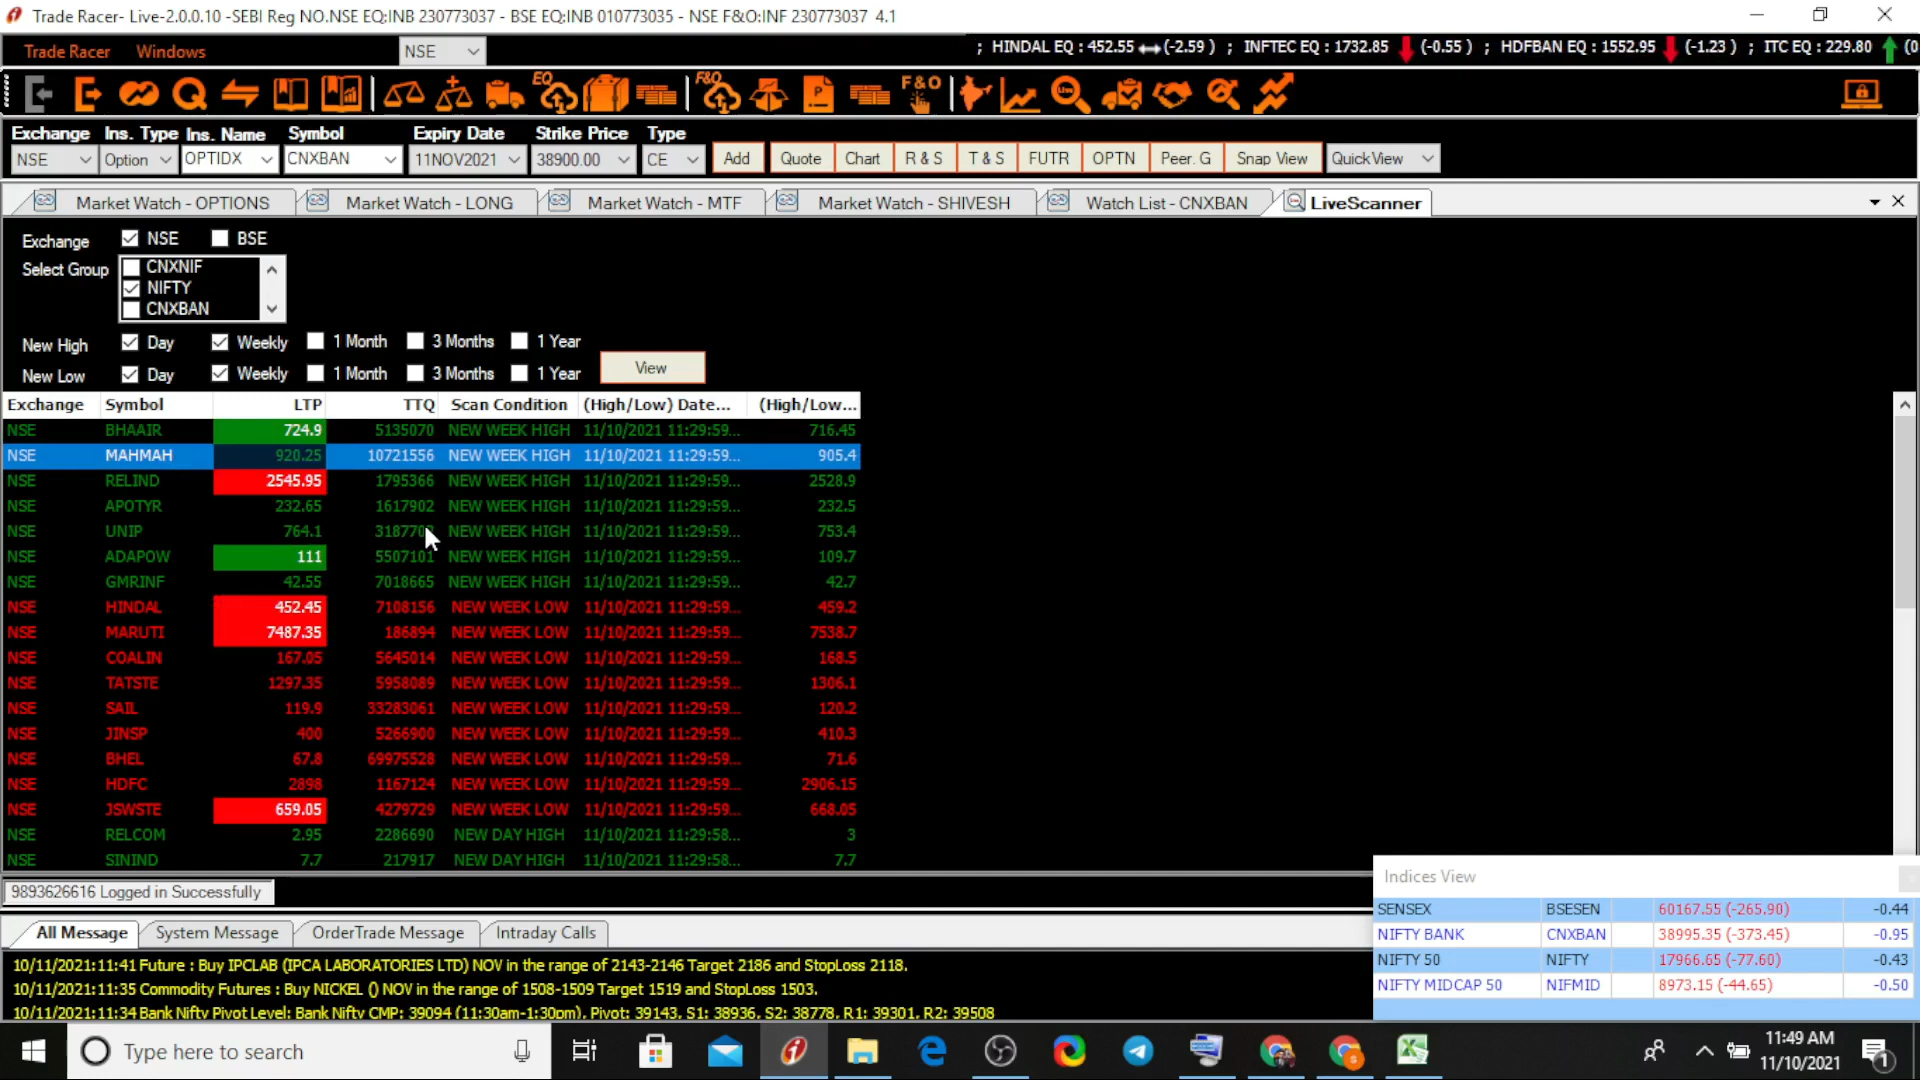 Trade Racer- Live-2.0.0.10 -SEBI Reg NO.NSE EQ:INB 230773037 - BSE EQ:INB 010773035 - NSE F&O:INF 230773037 4.1
Trade Racer Windows NSE ; HINDAL EQ : 452.55 (-2.59 ) ; INFTEC EQ : 1732.85 (-0.55 ) ; HDFBAN EQ : 1552.95 (-1.23 ) ; ITC EQ : 229.80 (0
EQ F&O P F&O Live
Exchange Ins. Type Ins. Name Symbol Expiry Date Strike Price Type
NSE Option OPTIDX CNXBAN 11NOV2021 38900.00 CE Add Quote Chart R & S T & S FUTR OPTN Peer. G Snap View QuickView
Market Watch - OPTIONS Market Watch - LONG Market Watch - MTF Market Watch - SHIVESH Watch List - CNXBAN LiveScanner
Exchange NSE BSE
Select Group CNXNIF
NIFTY
CNXBAN
New High Day Weekly 1 Month 3 Months 1 Year
New Low Day Weekly 1 Month 3 Months 1 Year View
Exchange Symbol LTP TTQ Scan Condition (High/Low) Date... (High/Low...
NSE BHAAIR 724.9 5135070 NEW WEEK HIGH 11/10/2021 11:29:59... 716.45
NSE MAHMAH 920.25 10721556 NEW WEEK HIGH 11/10/2021 11:29:59... 905.4
NSE RELIND 2545.95 1795366 NEW WEEK HIGH 11/10/2021 11:29:59... 2528.9
NSE APOTYR 232.65 1617902 NEW WEEK HIGH 11/10/2021 11:29:59... 232.5
NSE UNIP 764.1 NEW WEEK HIGH 11/10/2021 11:29:59... 753.4
NSE ADAPOW 111 5507101 NEW WEEK HIGH 11/10/2021 11:29:59... 109.7
NSE GMRINF 42.55 7018665 NEW WEEK HIGH 11/10/2021 11:29:59... 42.7
NSE HINDAL 452.45 7108156 NEW WEEK LOW 11/10/2021 11:29:59... 459.2
NSE MARUTI 7487.35 186894 NEW WEEK LOW 11/10/2021 11:29:59... 7538.7
NSE COALIN 167.05 5645014 NEW WEEK LOW 11/10/2021 11:29:59... 168.5
NSE TATSTE 1297.35 5958089 NEW WEEK LOW 11/10/2021 11:29:59... 1306.1
NSE SAIL 119.9 33283061 NEW WEEK LOW 11/10/2021 11:29:59... 120.2
NSE JINSP 400 5266900 NEW WEEK LOW 11/10/2021 11:29:59... 410.3
NSE BHEL 67.8 69975528 NEW WEEK LOW 11/10/2021 11:29:59... 71.6
NSE HDFC 2898 1167124 NEW WEEK LOW 11/10/2021 11:29:59... 2906.15
NSE JSWSTE 659.05 4279729 NEW WEEK LOW 11/10/2021 11:29:59... 668.05
NSE RELCOM 2.95 2286690 NEW DAY HIGH 11/10/2021 11:29:58... 3
NSE SININD 7.7 217917 NEW DAY HIGH 11/10/2021 11:29:58... 7.7
Indices View
SENSEX BSESEN 60167.55 (-265.90) -0.44
NIFTY BANK CNXBAN 38995.35 (-373.45) -0.95
NIFTY 50 NIFTY 17966.65 (-77.60) -0.43
NIFTY MIDCAP 50 NIFMID 8973.15 (-44.65) -0.50
9893626616 Logged in Successfully
All Message System Message OrderTrade Message Intraday Calls
10/11/2021:11:41 Future : Buy IPCLAB (IPCA LABORATORIES LTD) NOV in the range of 2143-2146 Target 2186 and StopLoss 2118.
10/11/2021:11:35 Commodity Futures : Buy NICKEL () NOV in the range of 1508-1509 Target 1519 and StopLoss 1503.
10/11/2021:11:34 Bank Nifty Pivot Level: Bank Nifty CMP: 39094 (11:30am-1:30pm), Pivot: 39143, S1: 38936, S2: 38778, R1: 39301, R2: 39508
Type here to search
11:49 AM
11/10/2021
1